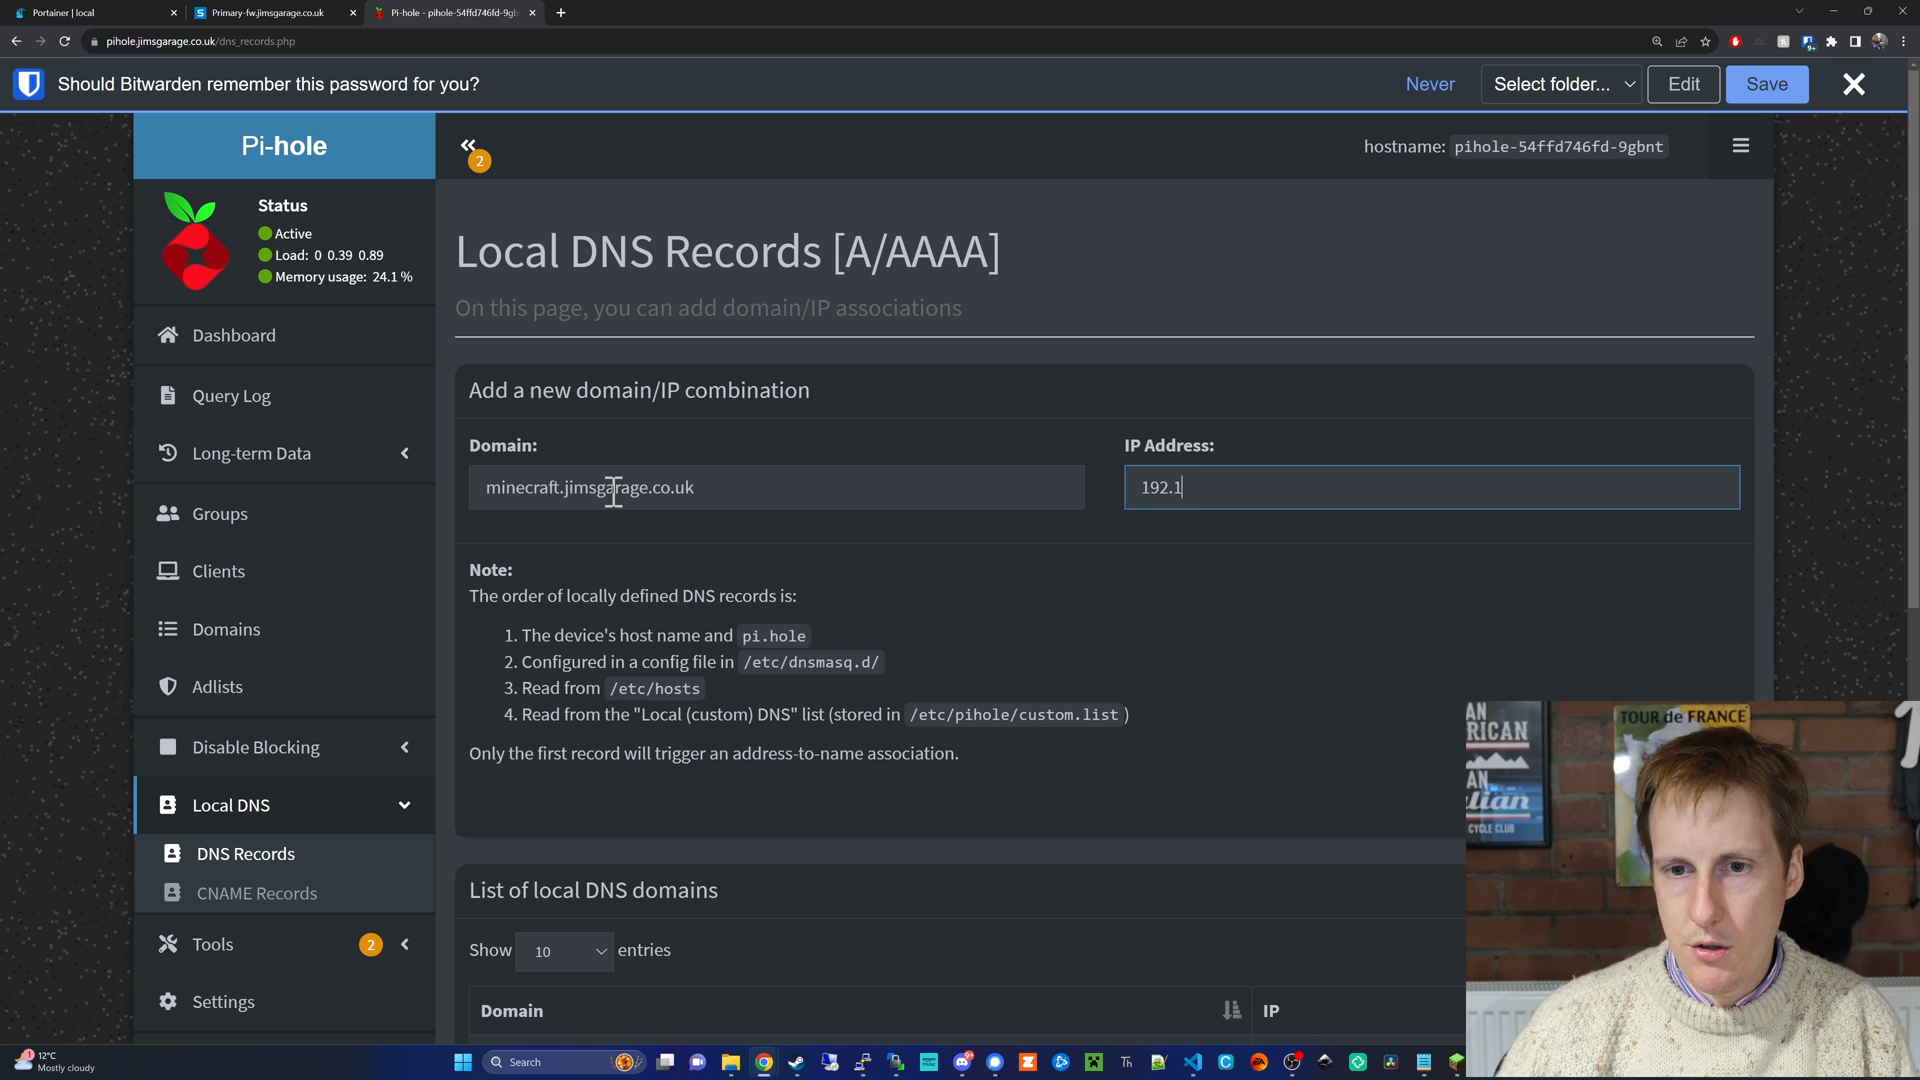 Portainer | local
Primary-fw.jimsgarage.co.uk
Pi-hole - pihole-54ffd746fd-9gb
pihole.jimsgarage.co.uk/dns_records.php
Should Bitwarden remember this password for you?
Never
Select folder...
Edit
Save
Pi-hole
2
hostname: pihole-54ffd746fd-9gbnt
Status
Active
Load: 0 0.39 0.89
Memory usage: 24.1 %
Local DNS Records [A/AAAA]
On this page, you can add domain/IP associations
Dashboard
Query Log
Long-term Data
Groups
Clients
Domains
Adlists
Disable Blocking
Local DNS
DNS Records
CNAME Records
Tools
2
Settings
Add a new domain/IP combination
Domain:
IP Address:
minecraft.jimsgarage.co.uk
192.1
Note:
The order of locally defined DNS records is:
1. The device's host name and pi.hole
2. Configured in a config file in /etc/dnsmasq.d/
3. Read from /etc/hosts
4. Read from the "Local (custom) DNS" list (stored in /etc/pihole/custom.list )
Only the first record will trigger an address-to-name association.
List of local DNS domains
Show 10 entries
Domain
IP
TOUR de FRANCE
CYCLE CLUB
12°C
Mostly cloudy
Search